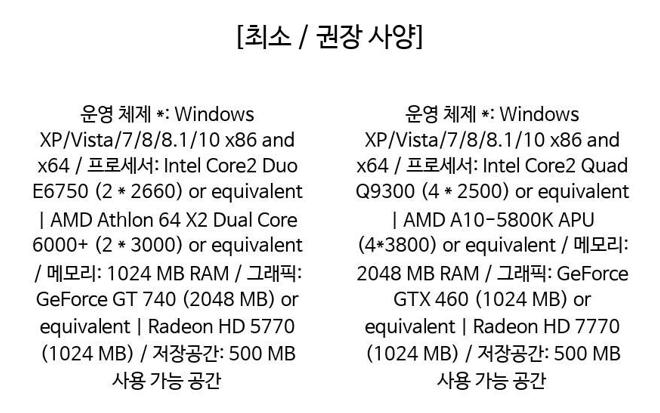 [최소 / 권장 사양]
운영 체제 *: Windows
XP/Vista/7/8/8.1/10 x86 and
x64 / 프로세서: Intel Core2 Duo
E6750 (2 * 2660) or equivalent
| AMD Athlon 64 X2 Dual Core
6000+ (2 * 3000) or equivalent
/ 메모리: 1024 MB RAM / 그래픽:
GeForce GT 740 (2048 MB) or
equivalent | Radeon HD 5770
(1024 MB) / 저장공간: 500 MB
사용 가능 공간
운영 체제 *: Windows
XP/Vista/7/8/8.1/10 x86 and
x64 / 프로세서: Intel Core2 Quad
Q9300 (4 * 2500) or equivalent
| AMD A10-5800K APU
(4*3800) or equivalent / 메모리:
2048 MB RAM / 그래픽: GeForce
GTX 460 (1024 MB) or
equivalent | Radeon HD 7770
(1024 MB) / 저장공간: 500 MB
사용 가능 공간